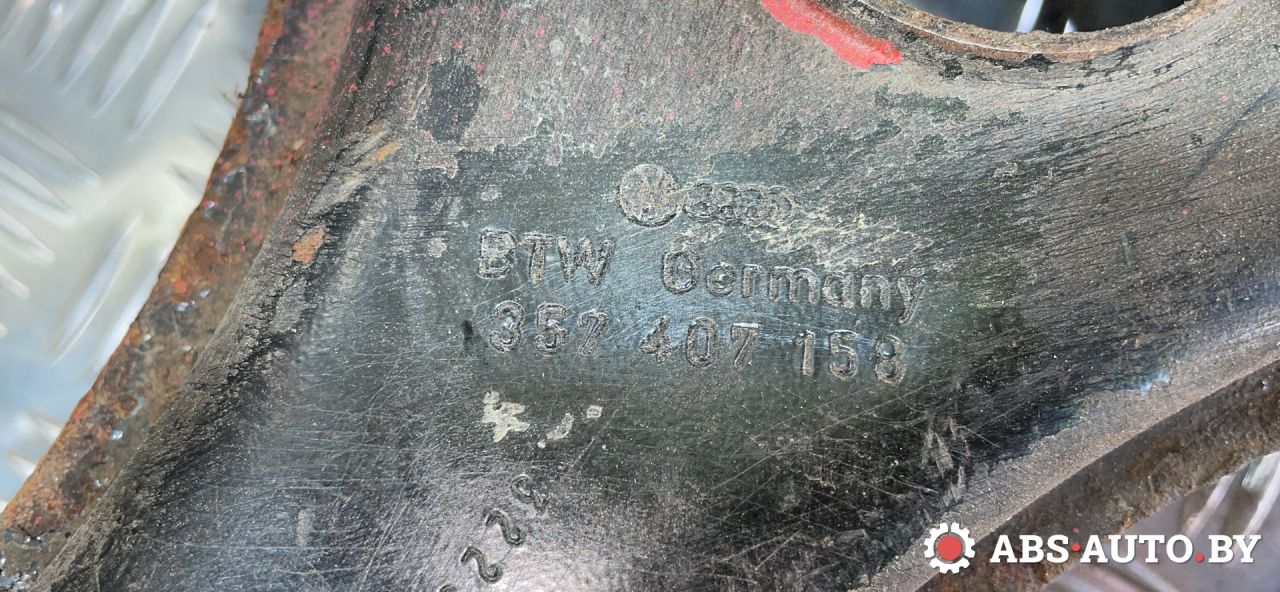 BTW Germany
357 407 158
ABS·AUTO.BY